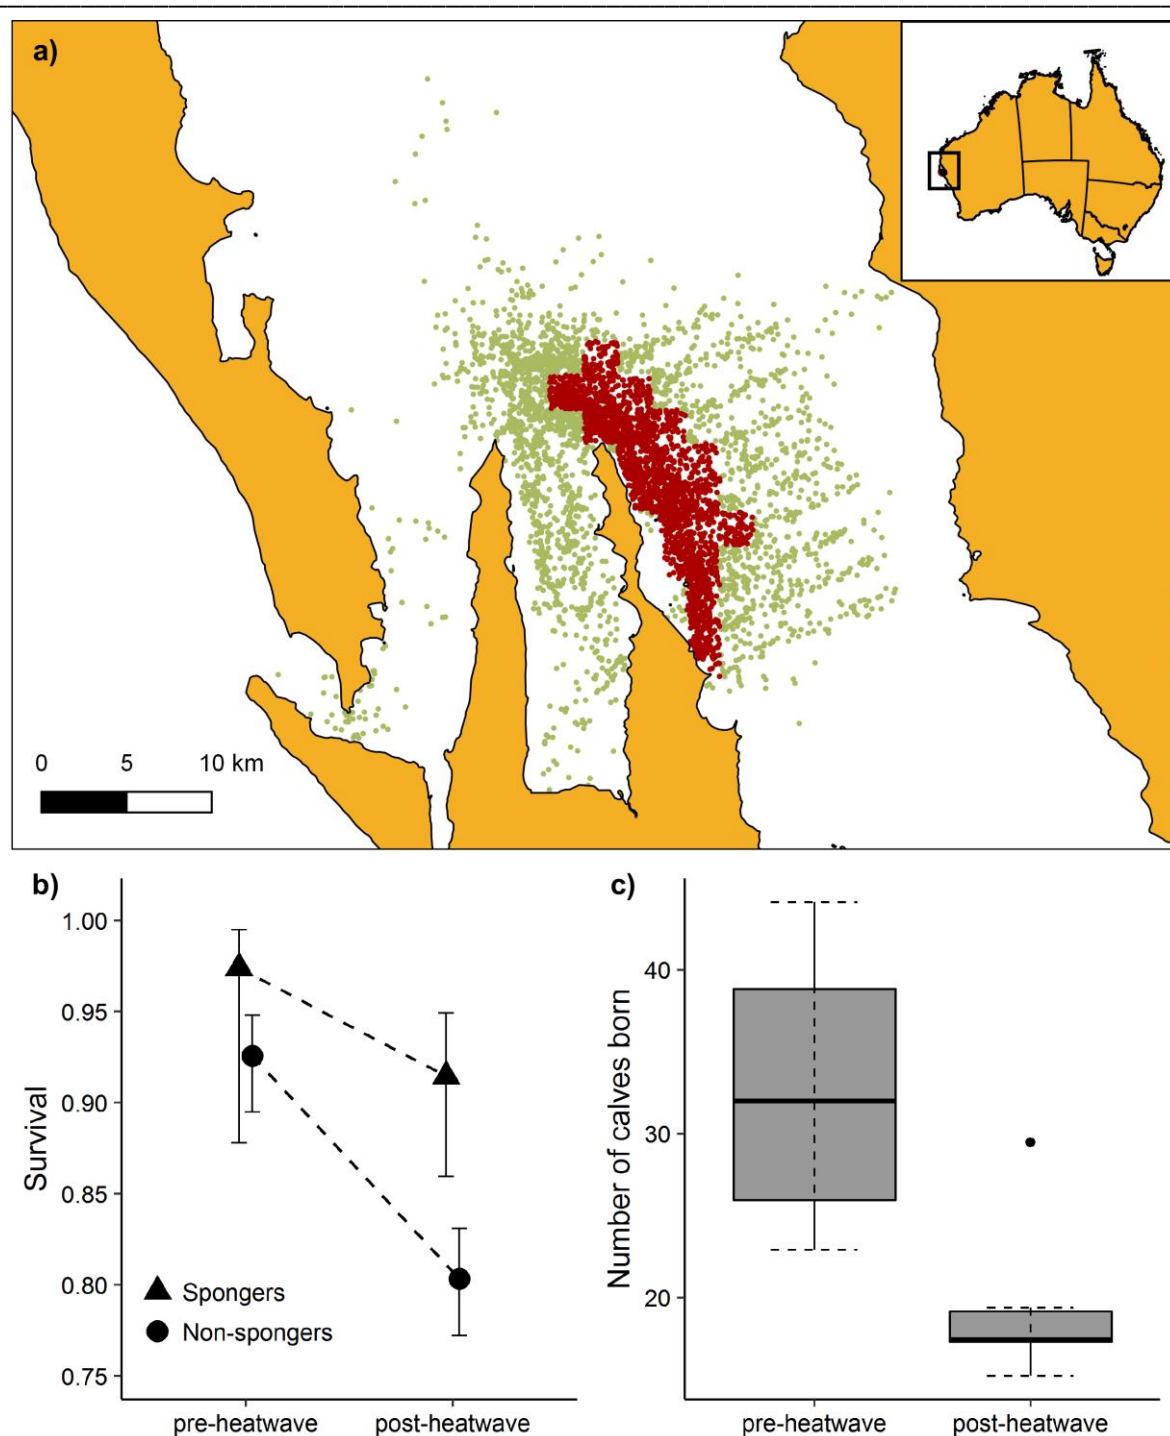 a)
0 5 10 km
b)
1.00
0.95
0.90
0.85
0.80
0.75
Survival
Spongers
Non-spongers
pre-heatwave post-heatwave
c)
40
30
20
Number of calves born
pre-heatwave post-heatwave